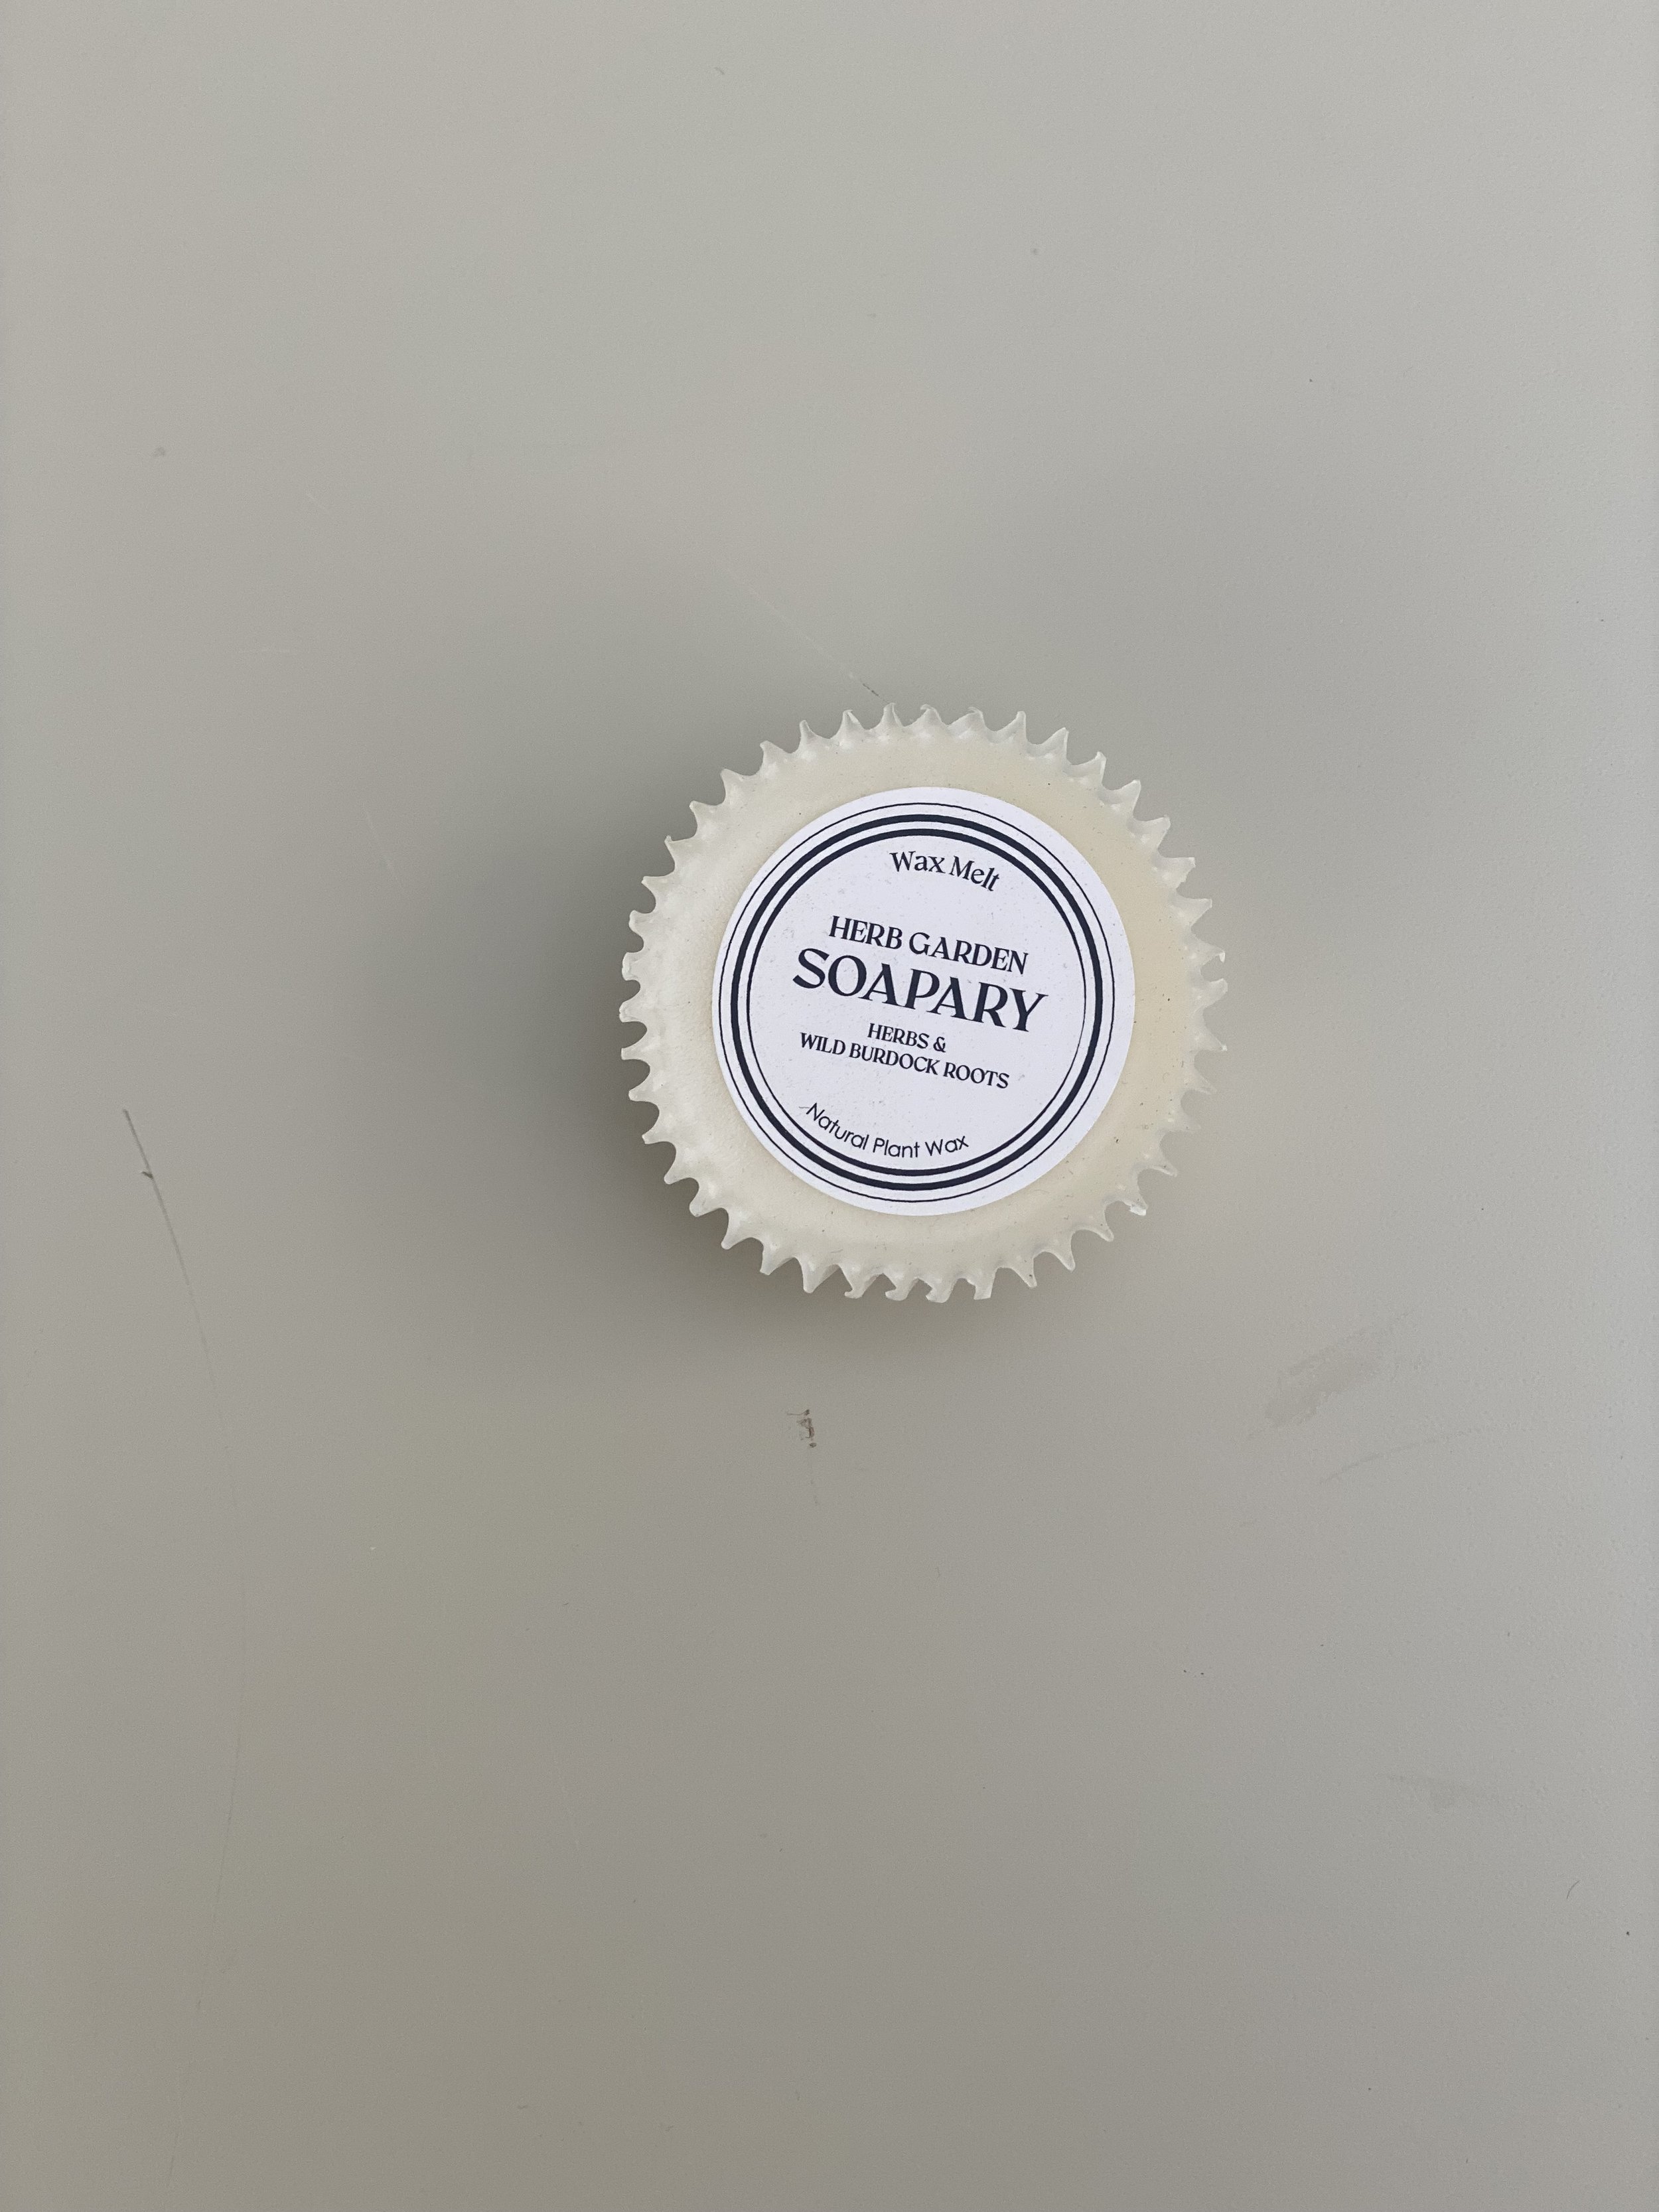 Wax Melt
HERB GARDEN
SOAPARY
HERBS &
WILD BURDOCK ROOTS
Natural Plant Wax